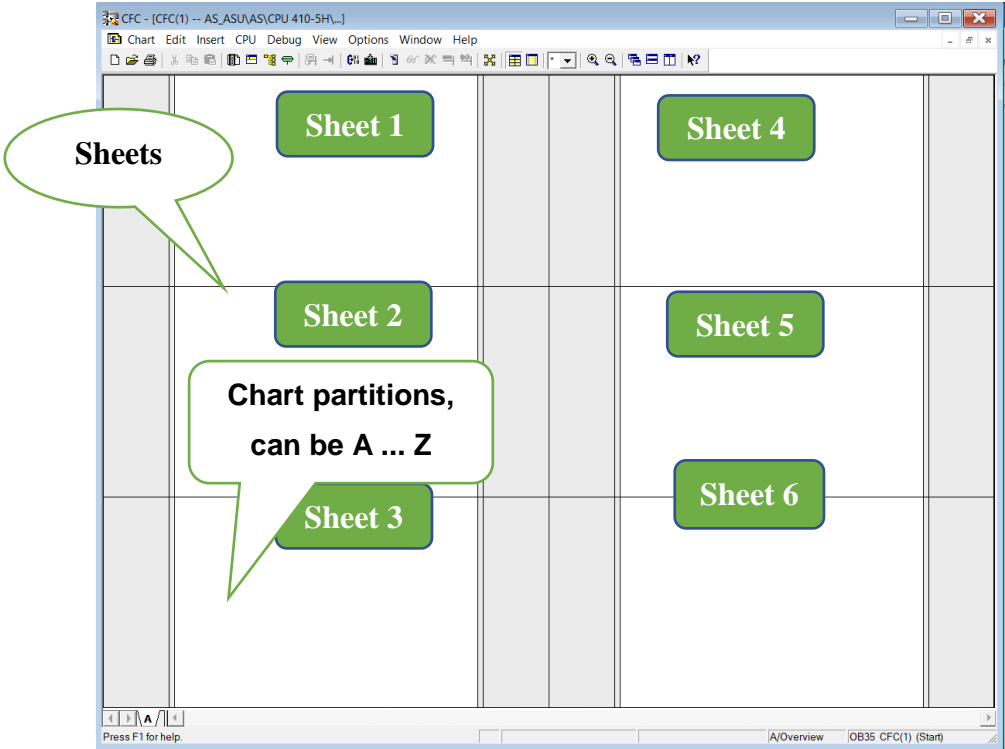 CFC - [CFC(1) -- AS_ASU\AS\CPU 410-5H\...]
Chart Edit Insert CPU Debug View Options Window Help
Sheet 1
Sheet 4
Sheets
Sheet 2
Sheet 5
Chart partitions,
can be A ... Z
Sheet 3
Sheet 6
A
Press F1 for help.
A/Overview
OB35 CFC(1) (Start)